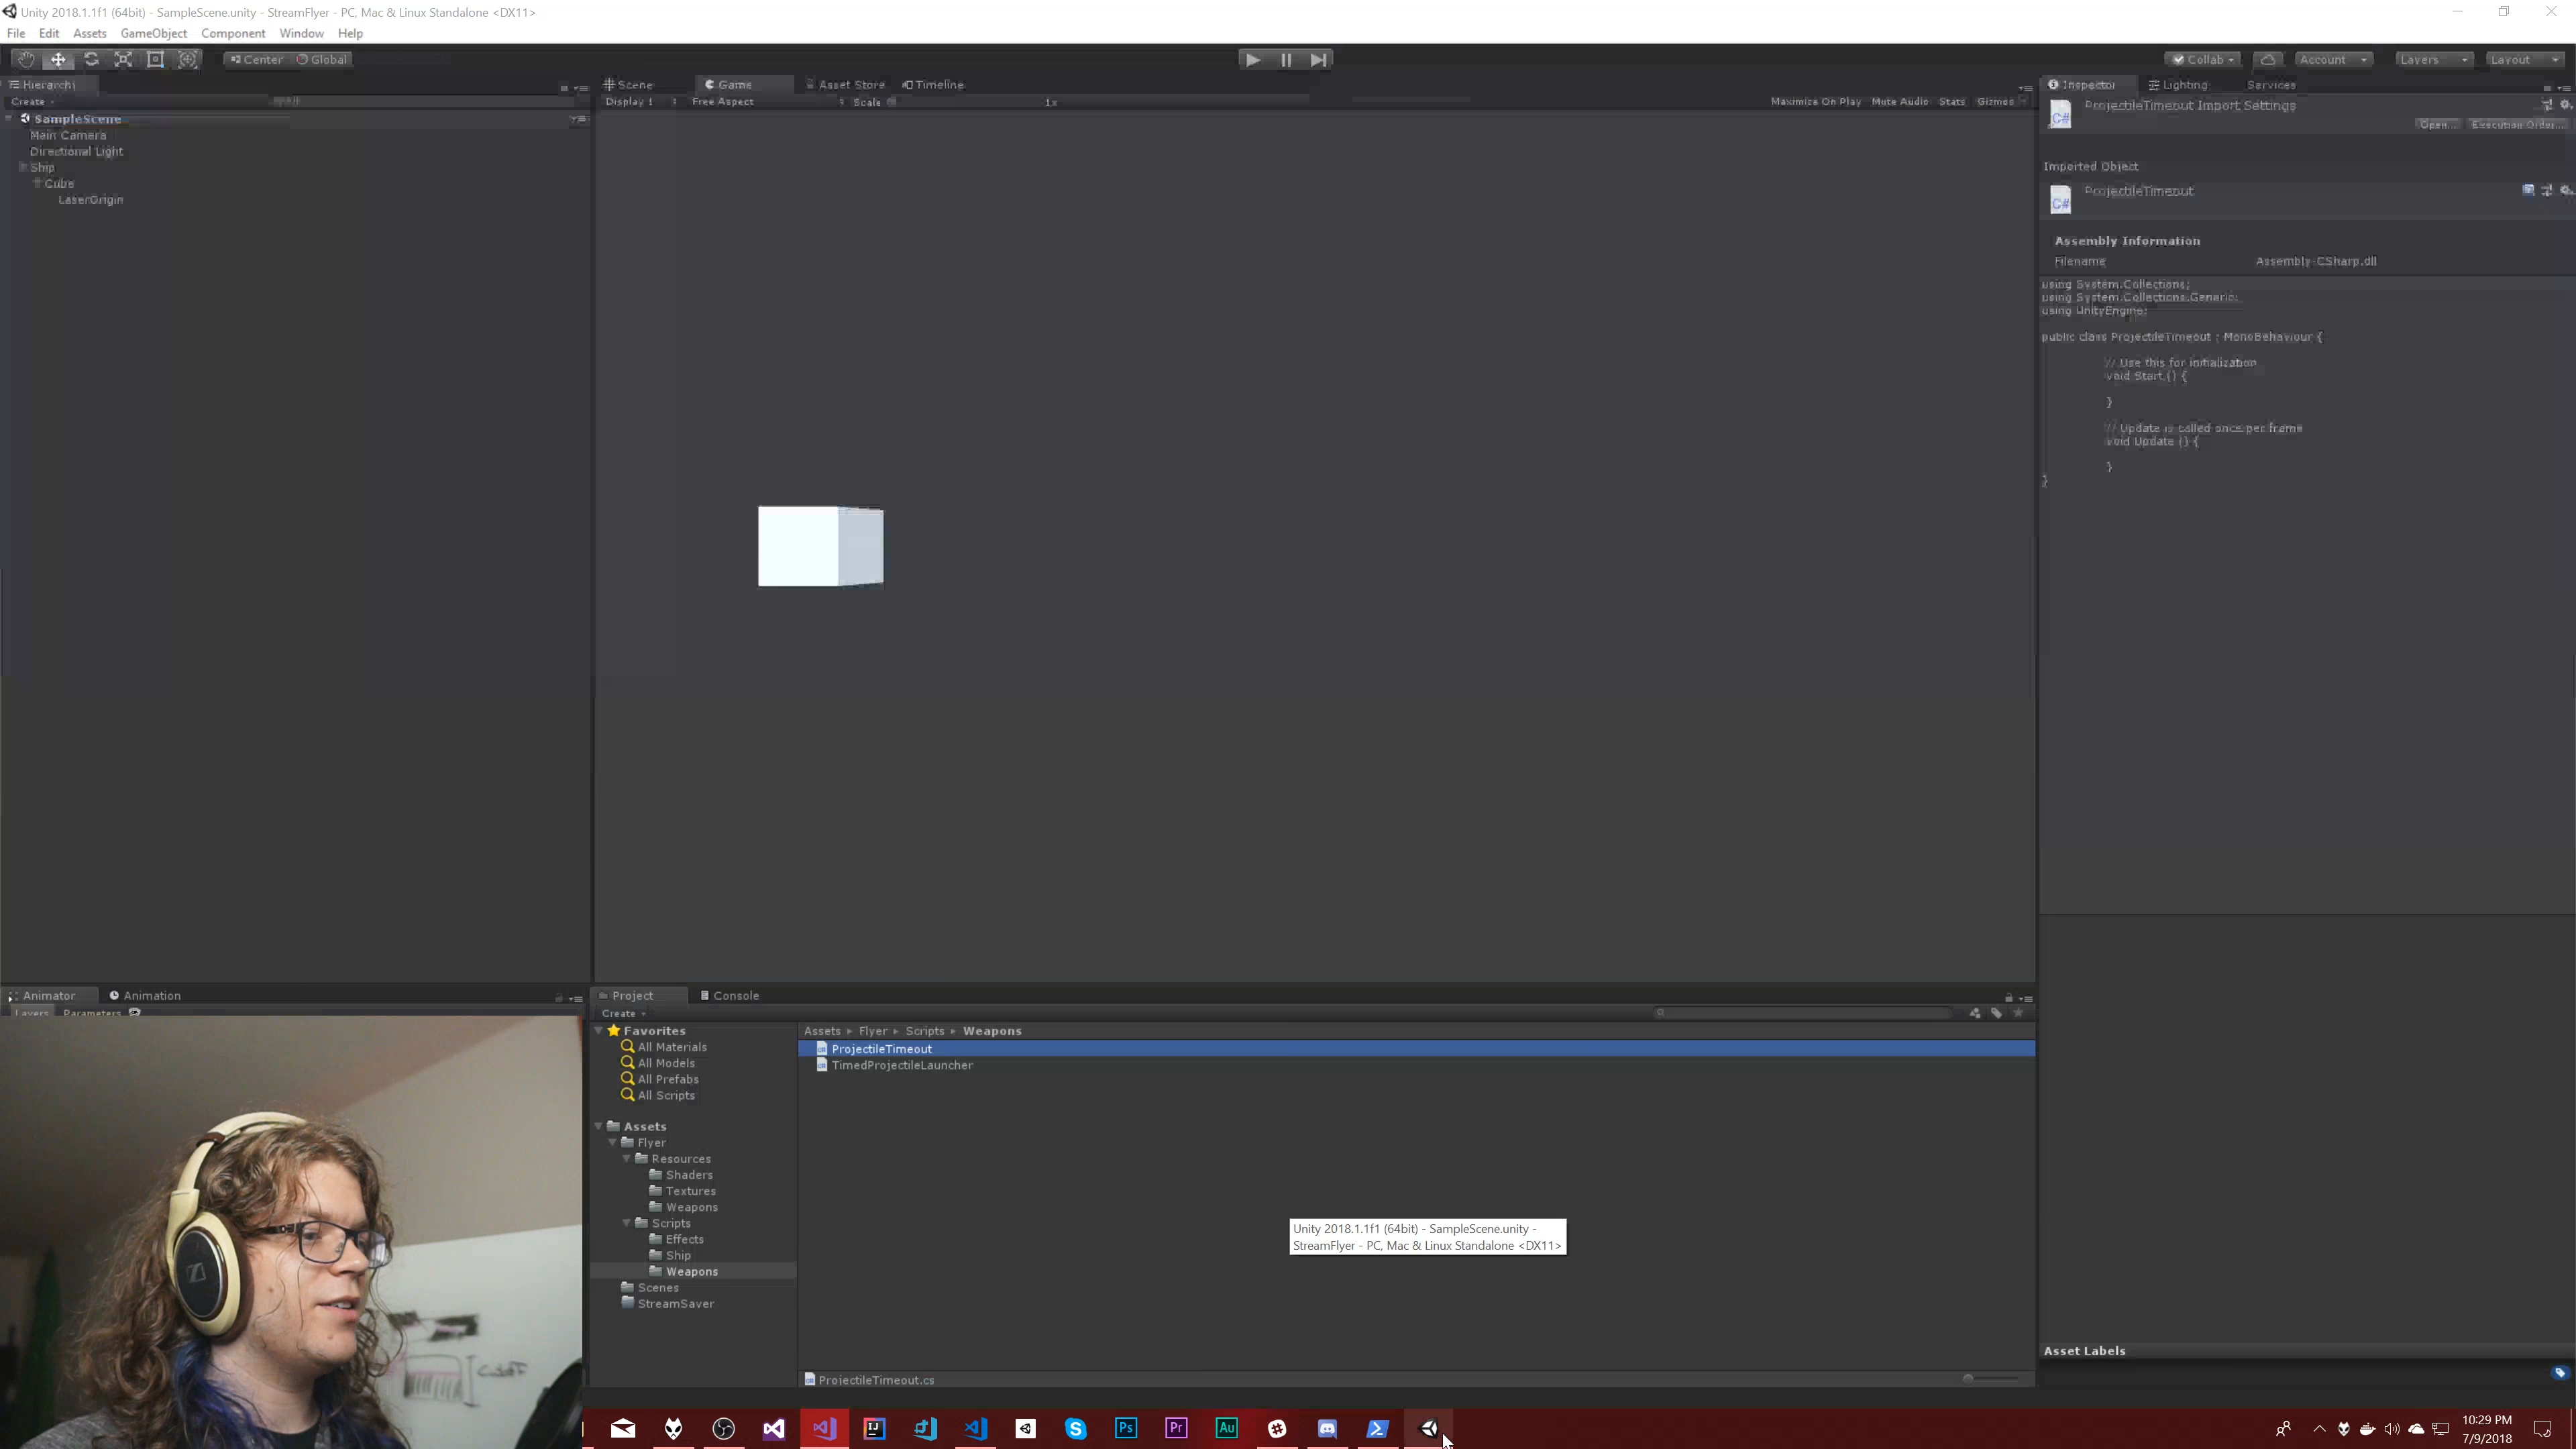 Unity 2018.1.1f1 (64bit) - SampleScene.unity - StreamFlyer - PC, Mac & Linux Standalone <DX11>
File Edit Assets GameObject Component Window Help
Center Global
Collab Account Layers Layout
Hierarchy
Create
SampleScene
Main Camera
Directional Light
Ship
Cube
LaserOrigin
Scene Game Asset Store Timeline
Display 1 Free Aspect Scale 1x Maximize On Play Mute Audio Stats Gizmos
Inspector Lighting Services
ProjectileTimeout Import Settings
Open... Execution Order...
Imported Object
ProjectileTimeout
Assembly Information
Filename Assembly-CSharp.dll
using System.Collections;
using System.Collections.Generic;
using UnityEngine;
public class ProjectileTimeout : MonoBehaviour {
// Use this for initialization
void Start () {
}
// Update is called once per frame
void Update () {
}
}
Animator Animation
Layers Parameters
Project Console
Create
Favorites
All Materials
All Models
All Prefabs
All Scripts
Assets
Flyer
Resources
Shaders
Textures
Weapons
Scripts
Effects
Ship
Weapons
Scenes
StreamSaver
Assets Flyer Scripts Weapons
ProjectileTimeout
TimedProjectileLauncher
Unity 2018.1.1f1 (64bit) - SampleScene.unity -
StreamFlyer - PC, Mac & Linux Standalone <DX11>
ProjectileTimeout.cs
Asset Labels
IJ Ps Pr Au
10:29 PM
7/9/2018